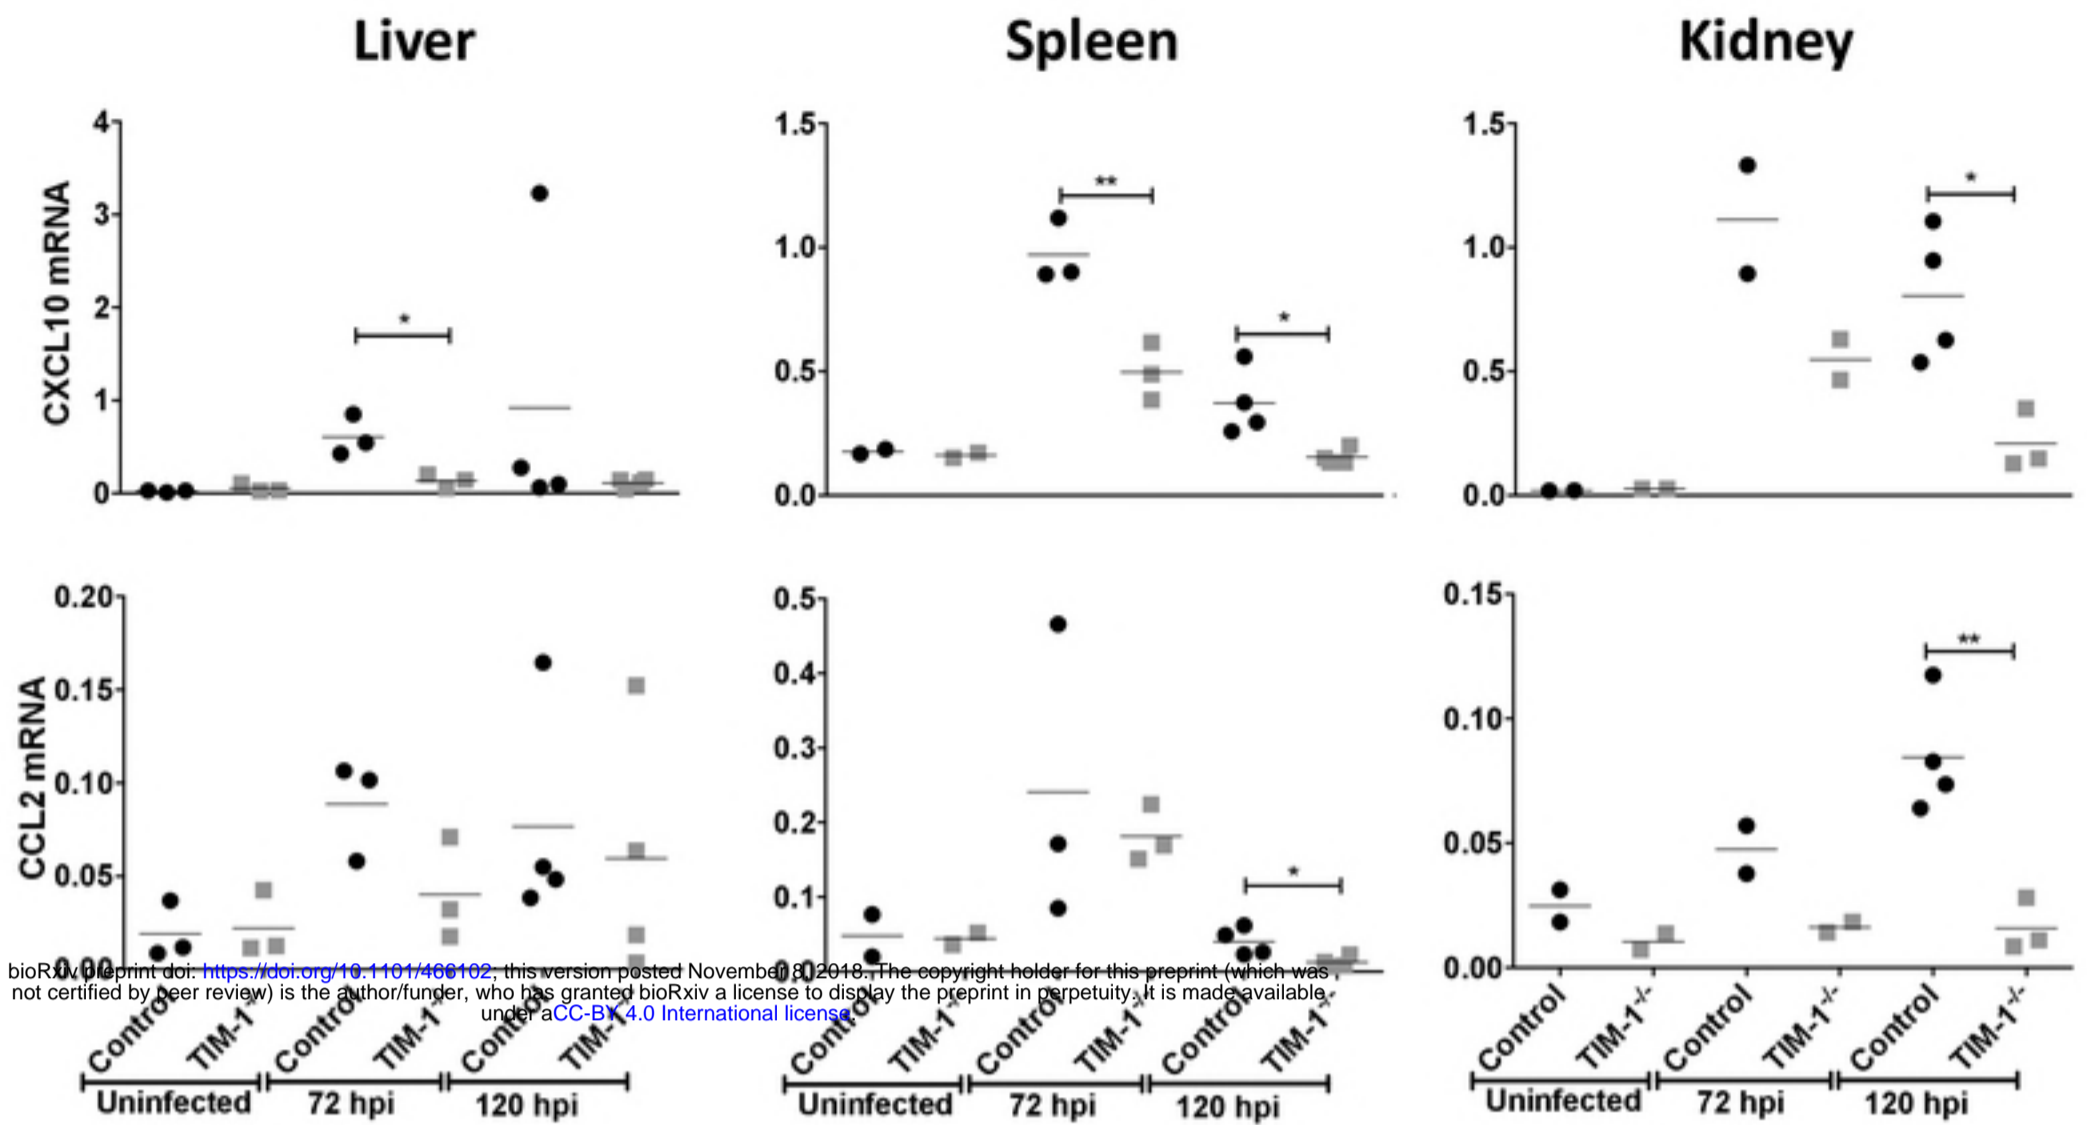 Liver Spleen Kidney
CXCL10 mRNA
4
3
2
1
0
*
1.5
1.0
0.5
0.0
**
*
1.5
1.0
0.5
0.0
*
CCL2 mRNA
0.20
0.15
0.10
0.05
0.00
0.5
0.4
0.3
0.2
0.1
0.0
*
0.15
0.10
0.05
0.00
**
bioRxiv preprint doi: https://doi.org/10.1101/466102; this version posted November 8, 2018. The copyright holder for this preprint (which was
not certified by peer review) is the author/funder, who has granted bioRxiv a license to display the preprint in perpetuity. It is made available
under aCC-BY 4.0 International license.
Control TIM-1-/- Control TIM-1-/- Control TIM-1-/-
Uninfected 72 hpi 120 hpi
Control TIM-1-/- Control TIM-1-/- Control TIM-1-/-
Uninfected 72 hpi 120 hpi
Control TIM-1-/- Control TIM-1-/- Control TIM-1-/-
Uninfected 72 hpi 120 hpi